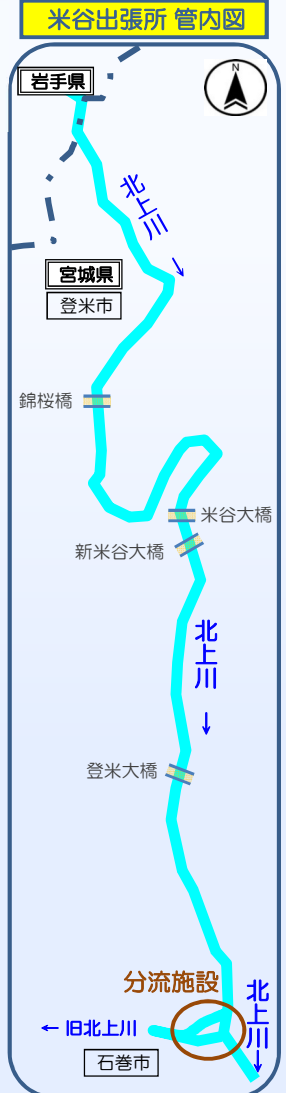 米谷出張所 管内図
岩手県
N
北上川
↓
宮城県
登米市
錦桜橋
米谷大橋
新米谷大橋
北上川
↓
登米大橋
分流施設
北上川
↓
← 旧北上川
石巻市